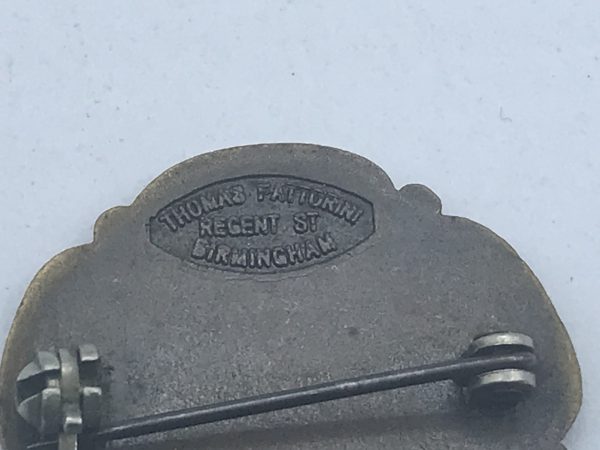 THOMAS FATTORINI
REGENT ST
BIRMINGHAM